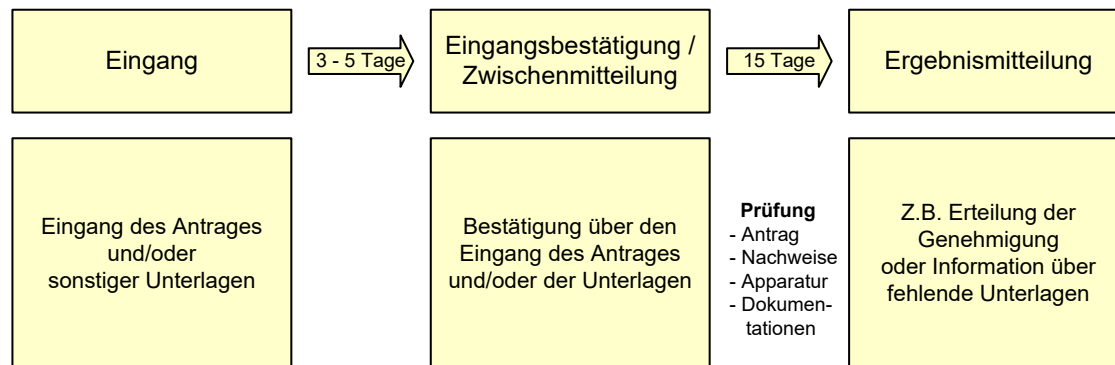 Eingang
3 - 5 Tage
Eingangsbestätigung /
Zwischenmitteilung
15 Tage
Ergebnismitteilung
Eingang des Antrages
und/oder
sonstiger Unterlagen
Bestätigung über den
Eingang des Antrages
und/oder der Unterlagen
Prüfung
- Antrag
- Nachweise
- Apparatur
- Dokumen-
tationen
Z.B. Erteilung der
Genehmigung
oder Information über
fehlende Unterlagen